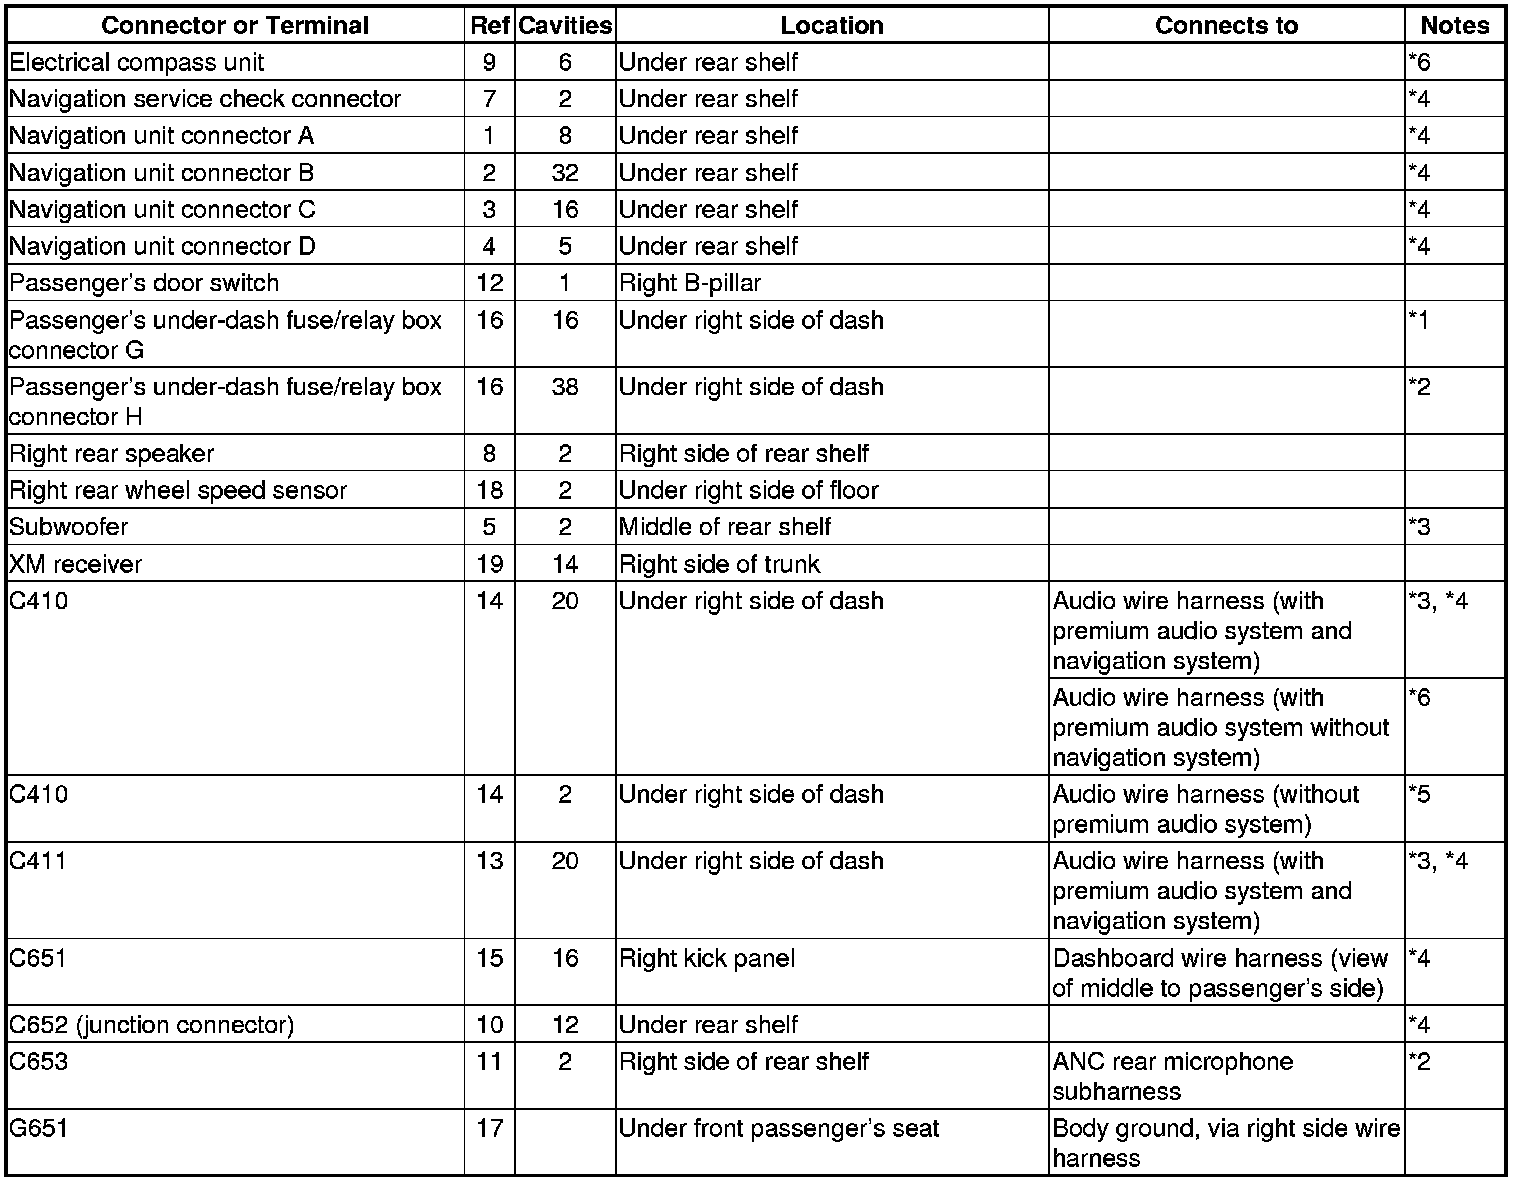 Connector or Terminal Ref Cavities Location Connects to Notes
Electrical compass unit 9 6 Under rear shelf *6
Navigation service check connector 7 2 Under rear shelf *4
Navigation unit connector A 1 8 Under rear shelf *4
Navigation unit connector B 2 32 Under rear shelf *4
Navigation unit connector C 3 16 Under rear shelf *4
Navigation unit connector D 4 5 Under rear shelf *4
Passenger's door switch 12 1 Right B-pillar
Passenger's under-dash fuse/relay box 16 16 Under right side of dash *1
connector G
Passenger's under-dash fuse/relay box 16 38 Under right side of dash *2
connector H
Right rear speaker 8 2 Right side of rear shelf
Right rear wheel speed sensor 18 2 Under right side of floor
Subwoofer 5 2 Middle of rear shelf *3
XM receiver 19 14 Right side of trunk
C410 14 20 Under right side of dash Audio wire harness (with *3, *4
premium audio system and
navigation system)
Audio wire harness (with *6
premium audio system without
navigation system)
C410 14 2 Under right side of dash Audio wire harness (without *5
premium audio system)
C411 13 20 Under right side of dash Audio wire harness (with *3, *4
premium audio system and
navigation system)
C651 15 16 Right kick panel Dashboard wire harness (view *4
of middle to passenger's side)
C652 (junction connector) 10 12 Under rear shelf *4
C653 11 2 Right side of rear shelf ANC rear microphone *2
subharness
G651 17 Under front passenger's seat Body ground, via right side wire
harness